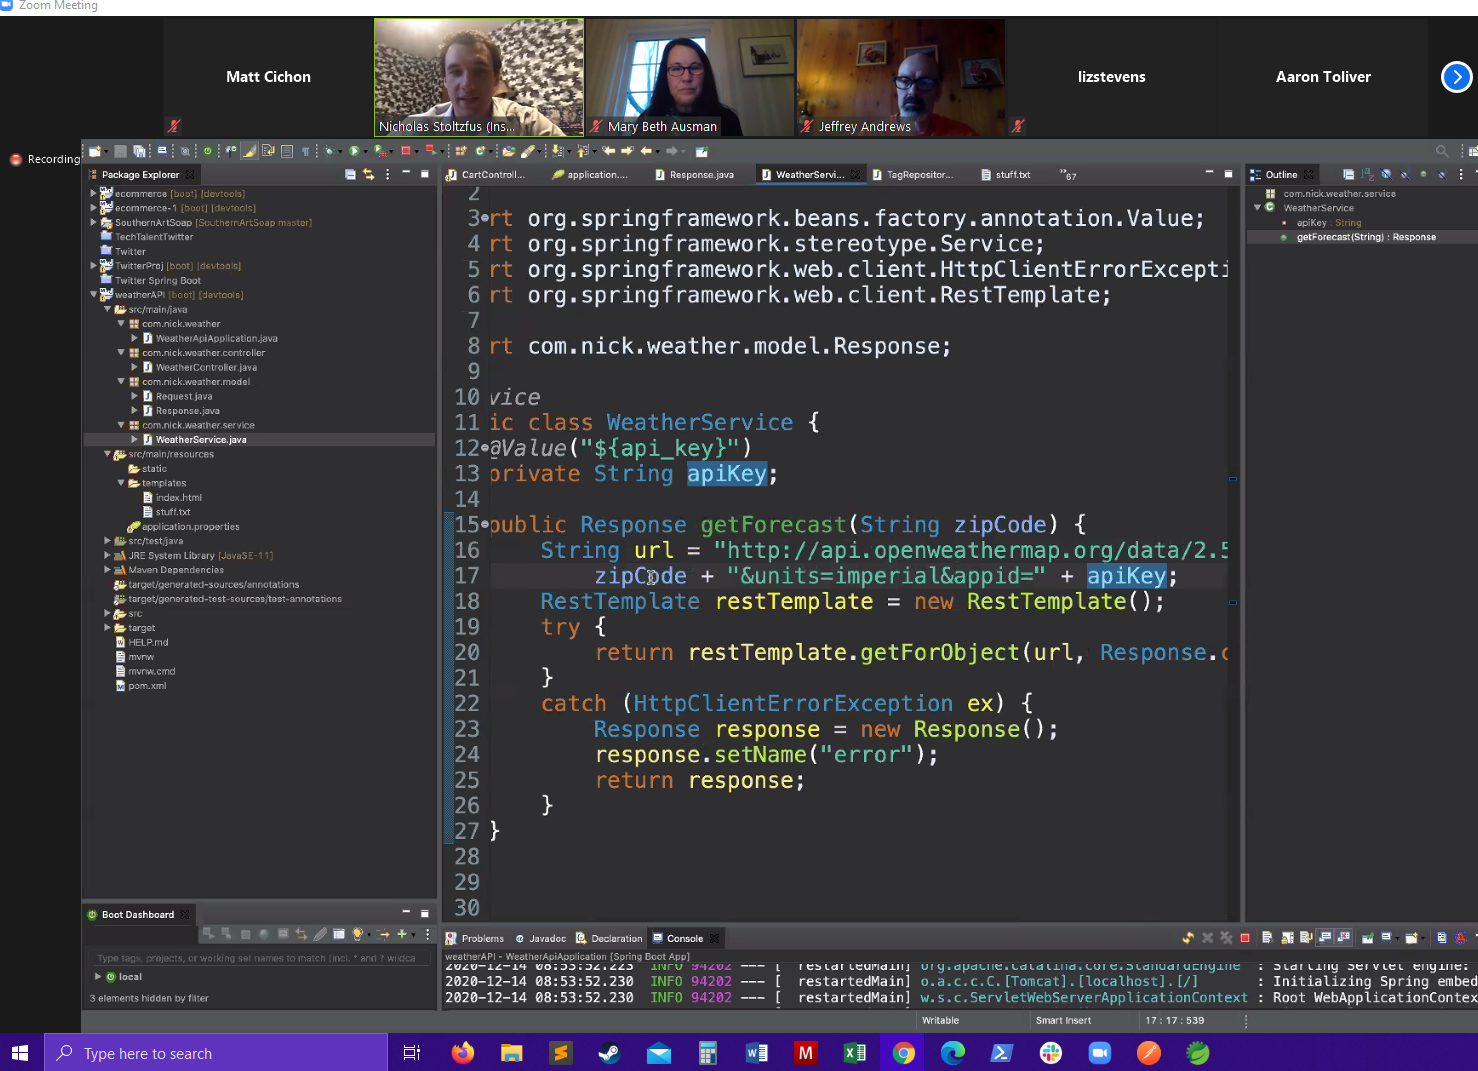 Zoom Meeting
Matt Cichon
Nicholas Stoltzfus (Ins...
Mary Beth Ausman
Jeffrey Andrews
lizstevens
Aaron Toliver
Recording
Package Explorer
ecommerce [boot] [devtools]
ecommerce-1 [boot] [devtools]
SouthernArtSoap [SouthernArtSoap master]
TechTalentTwitter
Twitter
TwitterProj [boot] [devtools]
Twitter Spring Boot
weatherAPI [boot] [devtools]
src/main/java
com.nick.weather
WeatherApiApplication.java
com.nick.weather.controller
WeatherController.java
com.nick.weather.model
Request.java
Response.java
com.nick.weather.service
WeatherService.java
src/main/resources
static
templates
index.html
stuff.txt
application.properties
src/test/java
JRE System Library [JavaSE-11]
Maven Dependencies
target/generated-sources/annotations
target/generated-test-sources/test-annotations
src
target
HELP.md
mvnw
mvnw.cmd
pom.xml
CartControll...
application....
Response.java
WeatherServi...
TagRepositor...
stuff.txt
"67
2
3 rt org.springframework.beans.factory.annotation.Value;
4 rt org.springframework.stereotype.Service;
5 rt org.springframework.web.client.HttpClientErrorExcepti
6 rt org.springframework.web.client.RestTemplate;
7
8 rt com.nick.weather.model.Response;
9
10 vice
11 ic class WeatherService {
12 @Value("${api_key}")
13 private String apiKey;
14
15 public Response getForecast(String zipCode) {
16 String url = "http://api.openweathermap.org/data/2.5
17 zipCode + "&units=imperial&appid=" + apiKey;
18 RestTemplate restTemplate = new RestTemplate();
19 try {
20 return restTemplate.getForObject(url, Response.c
21 }
22 catch (HttpClientErrorException ex) {
23 Response response = new Response();
24 response.setName("error");
25 return response;
26 }
27 }
28
29
30
Outline
com.nick.weather.service
WeatherService
apiKey : String
getForecast(String) : Response
Boot Dashboard
Type tags, projects, or working set names to match (incl. * and ? wildca
local
3 elements hidden by filter
Problems
@ Javadoc
Declaration
Console
weatherAPI - WeatherApiApplication [Spring Boot App]
2020-12-14 08:53:52.223 INFO 94202 --- [ restartedMain] org.apache.catalina.core.StandardEngine : Starting Servlet engine:
2020-12-14 08:53:52.230 INFO 94202 --- [ restartedMain] o.a.c.c.C.[Tomcat].[localhost].[/] : Initializing Spring embed
2020-12-14 08:53:52.230 INFO 94202 --- [ restartedMain] w.s.c.ServletWebServerApplicationContext : Root WebApplicationContex
Writable
Smart Insert
17 : 17 : 539
Type here to search